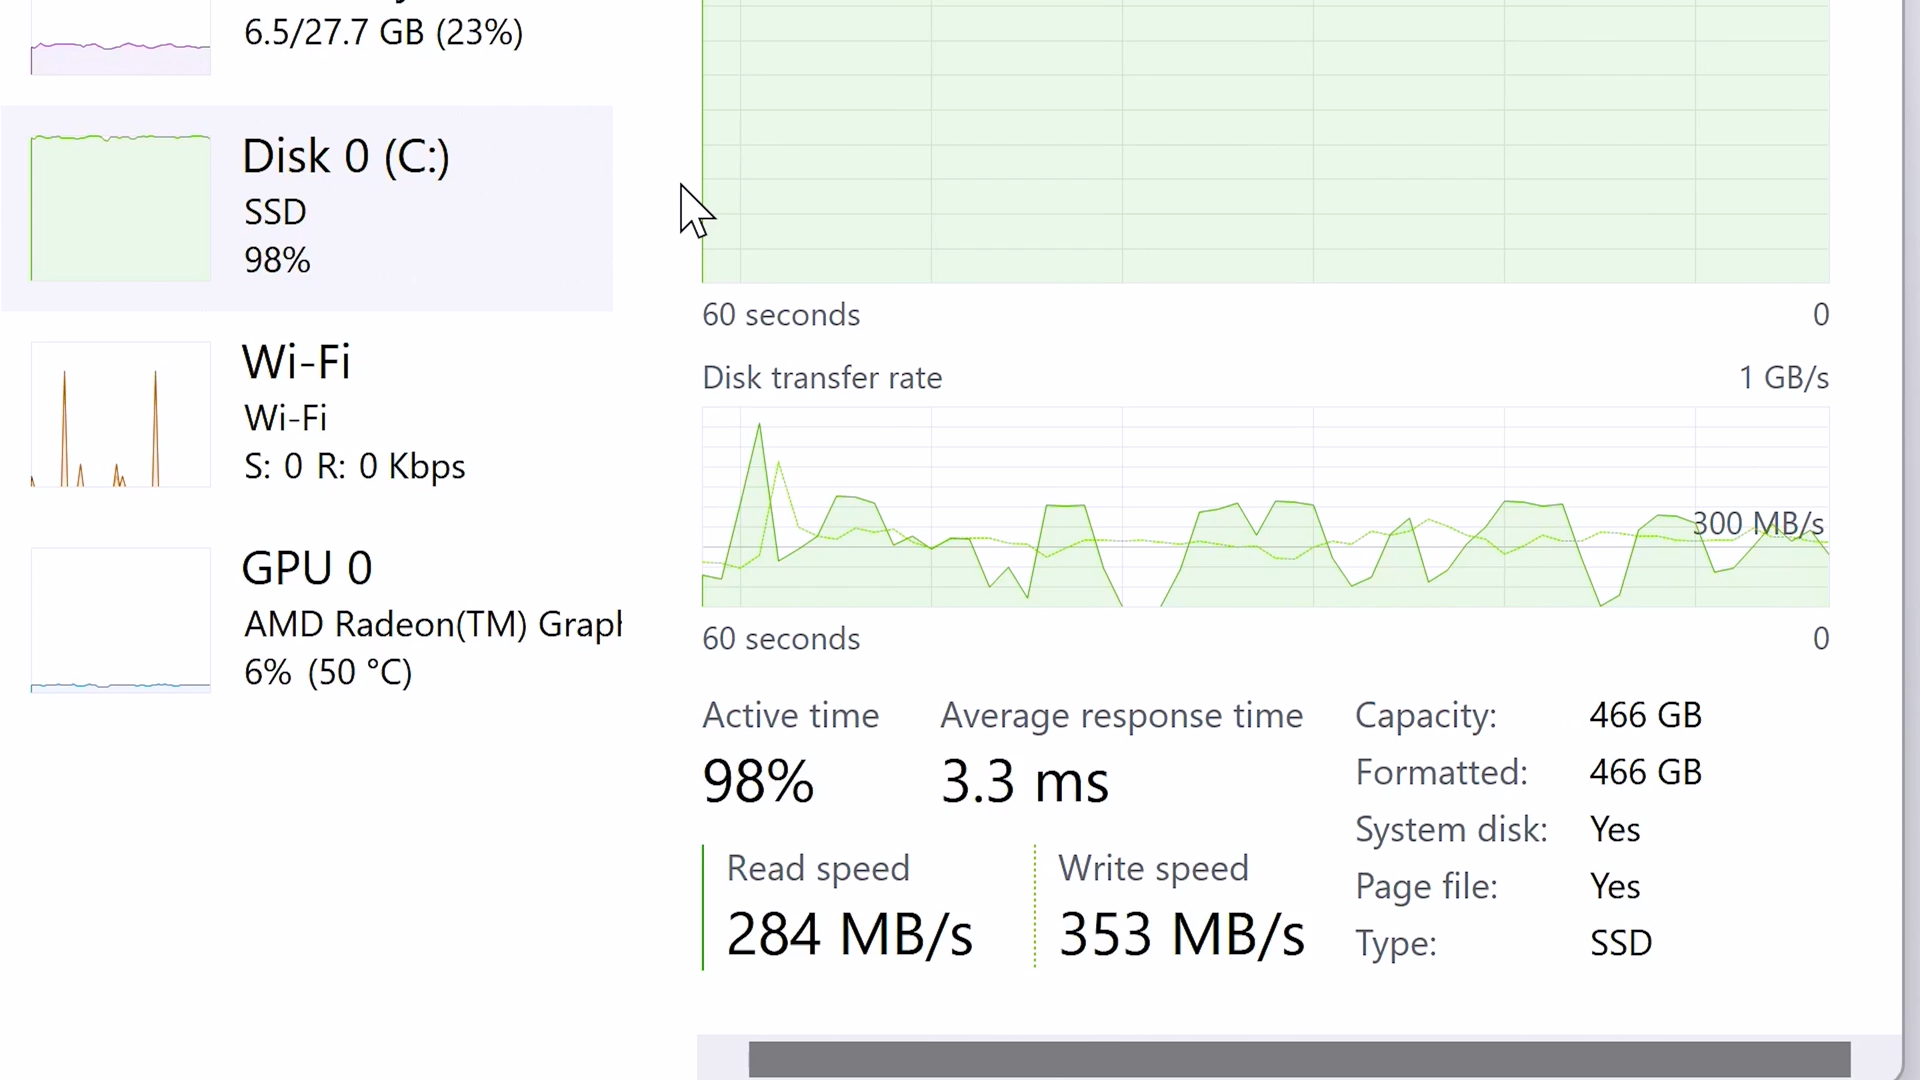 6.5/27.7 GB (23%)
Disk 0 (C:)
SSD
98%
Wi-Fi
Wi-Fi
S: 0 R: 0 Kbps
GPU 0
AMD Radeon(TM) Grap
6% (50 °C)
60 seconds 0
Disk transfer rate 1 GB/s
300 MB/s
60 seconds 0
Active time Average response time
98% 3.3 ms
Read speed Write speed
284 MB/s 353 MB/s
Capacity: 466 GB
Formatted: 466 GB
System disk: Yes
Page file: Yes
Type: SSD